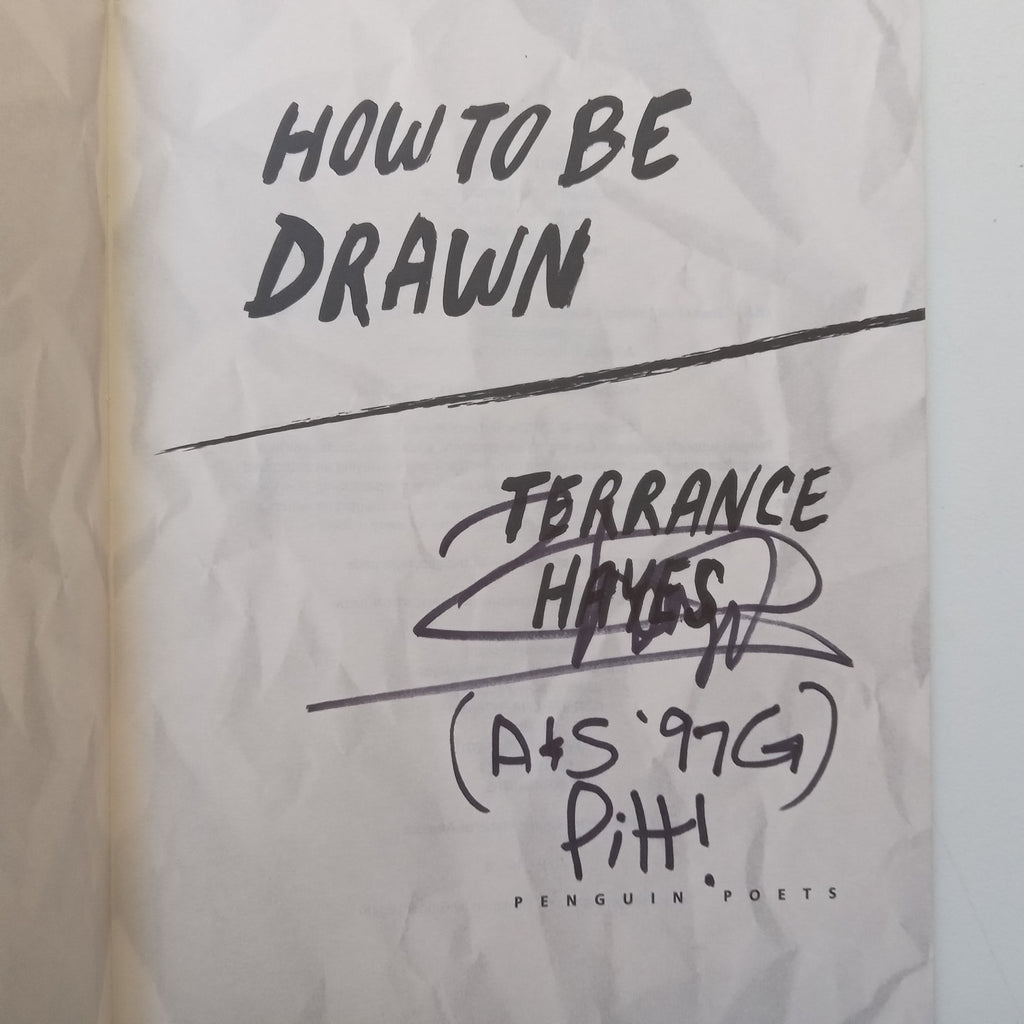 HOW TO BE
DRAWN
TERRANCE
HAYES
(A&S '97G)
Pitt!
PENGUIN POETS